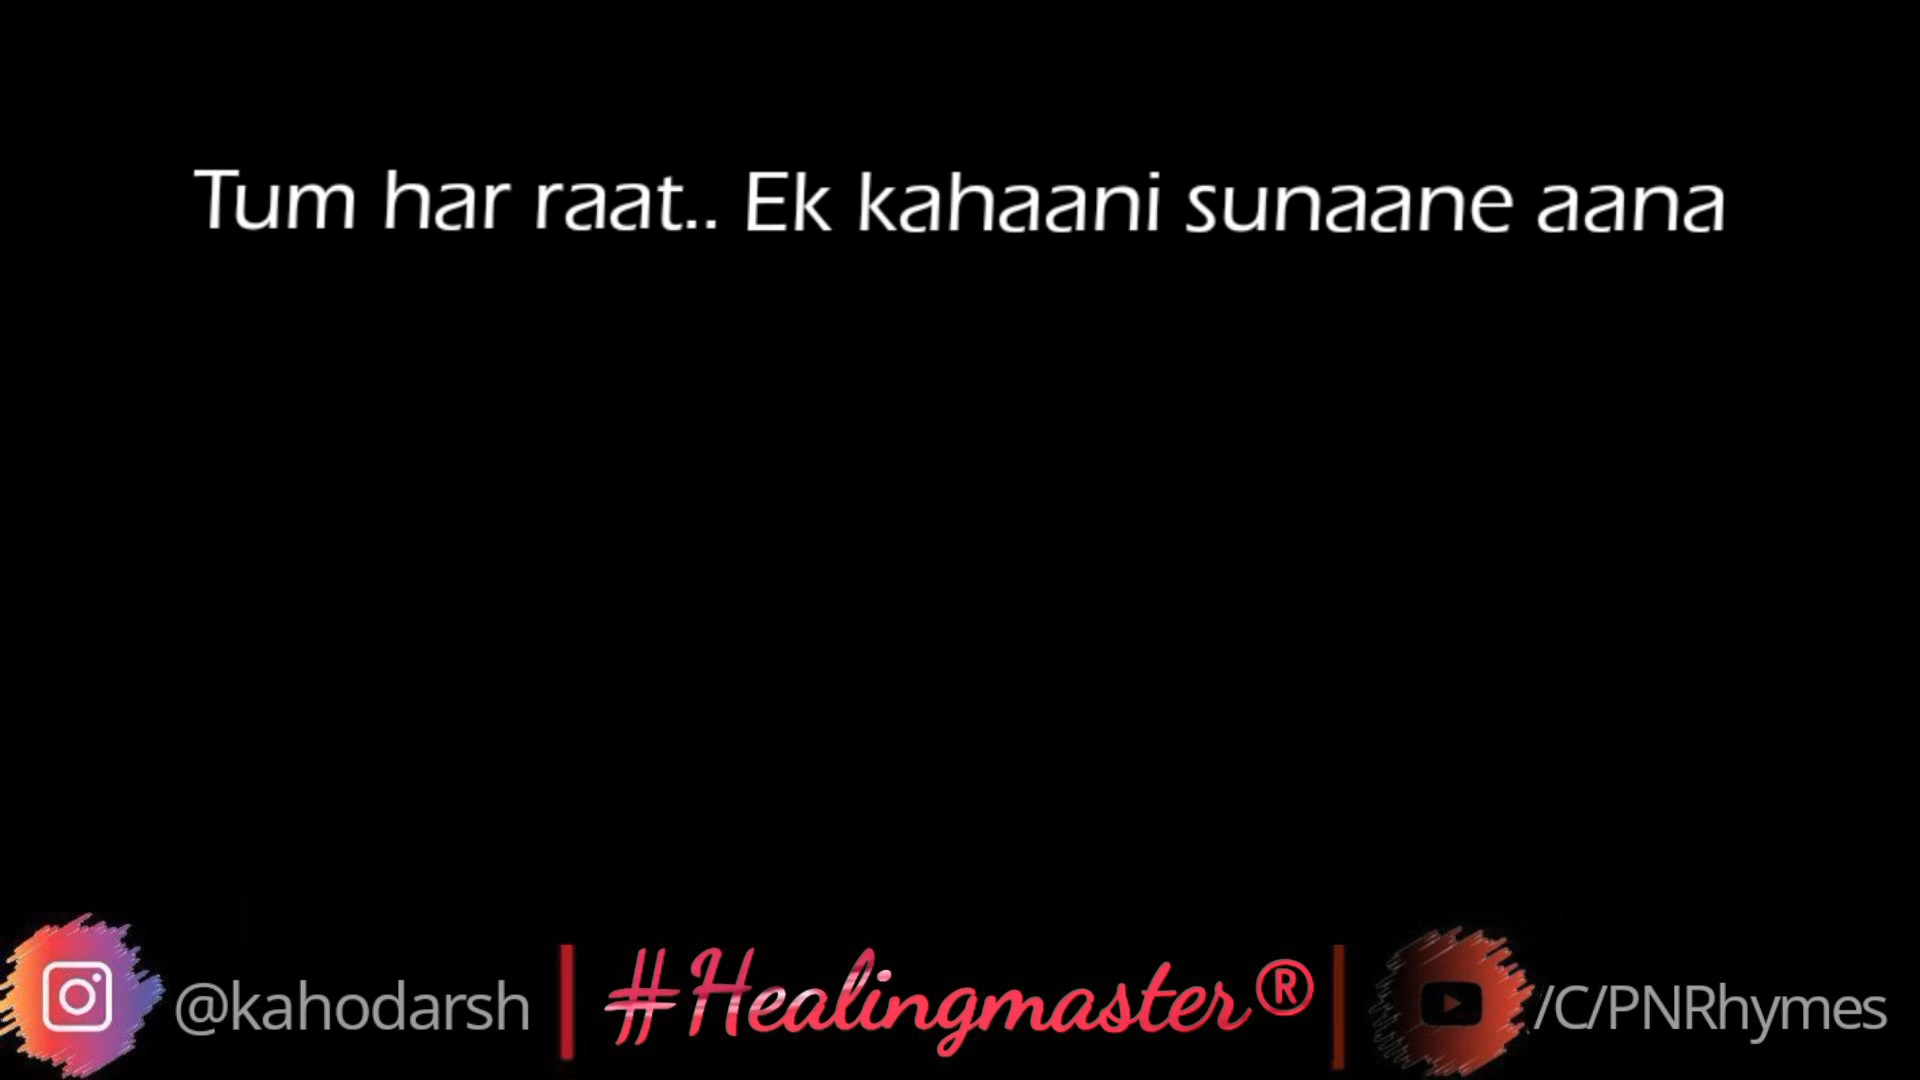 Tum har raat.. Ek kahaani sunaane aana
@kahodarsh | #Healingmaster® | /C/PNRhymes